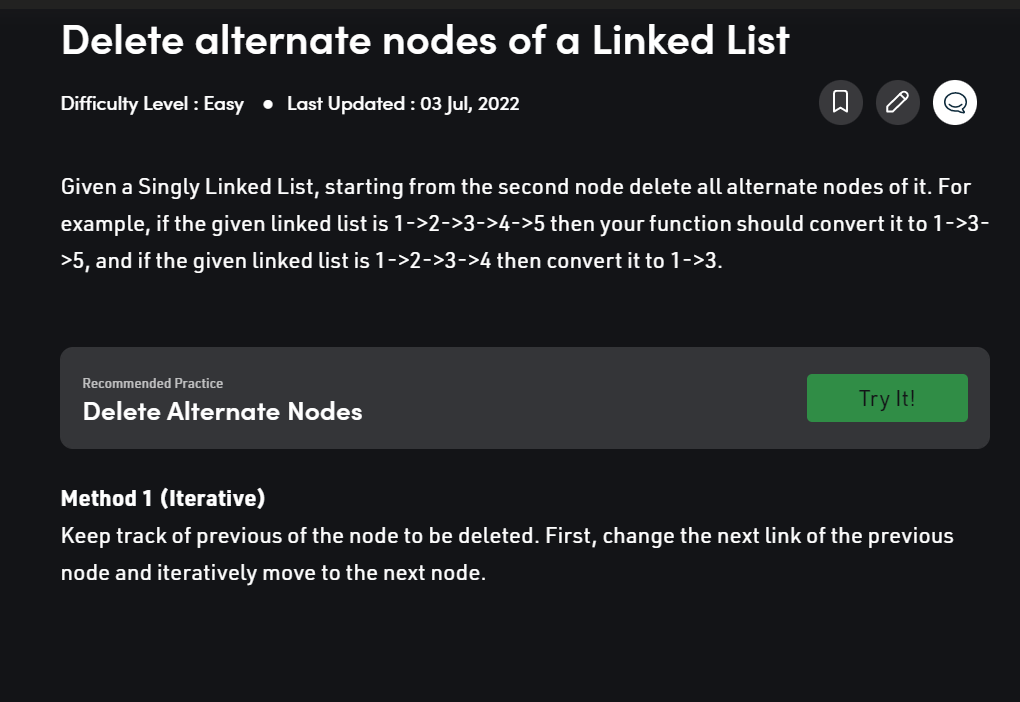 Delete alternate nodes of a Linked List
Difficulty Level : Easy ● Last Updated : 03 Jul, 2022
Given a Singly Linked List, starting from the second node delete all alternate nodes of it. For
example, if the given linked list is 1->2->3->4->5 then your function should convert it to 1->3-
>5, and if the given linked list is 1->2->3->4 then convert it to 1->3.
Recommended Practice
Delete Alternate Nodes
Try It!
Method 1 (Iterative)
Keep track of previous of the node to be deleted. First, change the next link of the previous
node and iteratively move to the next node.